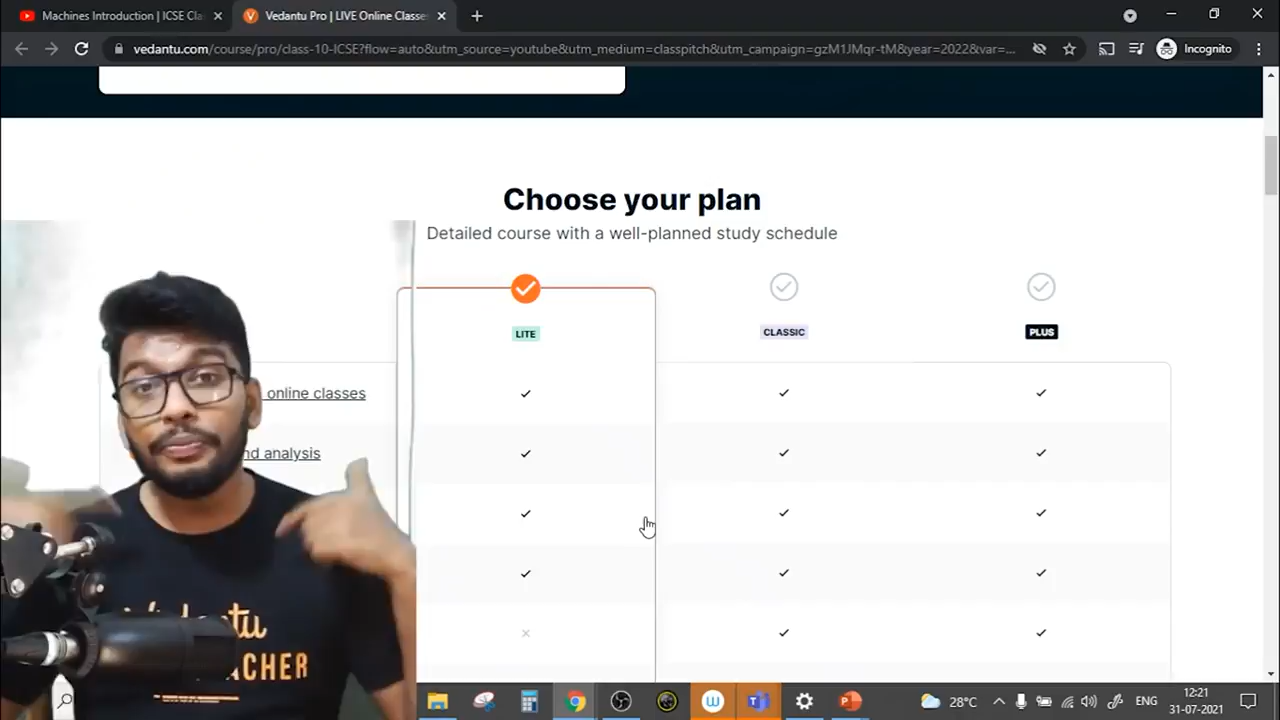 Machines Introduction | ICSE Cla
Vedantu Pro | LIVE Online Classes
vedantu.com/course/pro/class-10-ICSE?flow=auto&utm_source=youtube&utm_medium=classpitch&utm_campaign=gzM1JMqr-tM&year=2022&var=...
Incognito
Choose your plan
Detailed course with a well-planned study schedule
LITE
CLASSIC
PLUS
online classes
nd analysis
Vedantu
ACHER
28°C
ENG
12:21
31-07-2021